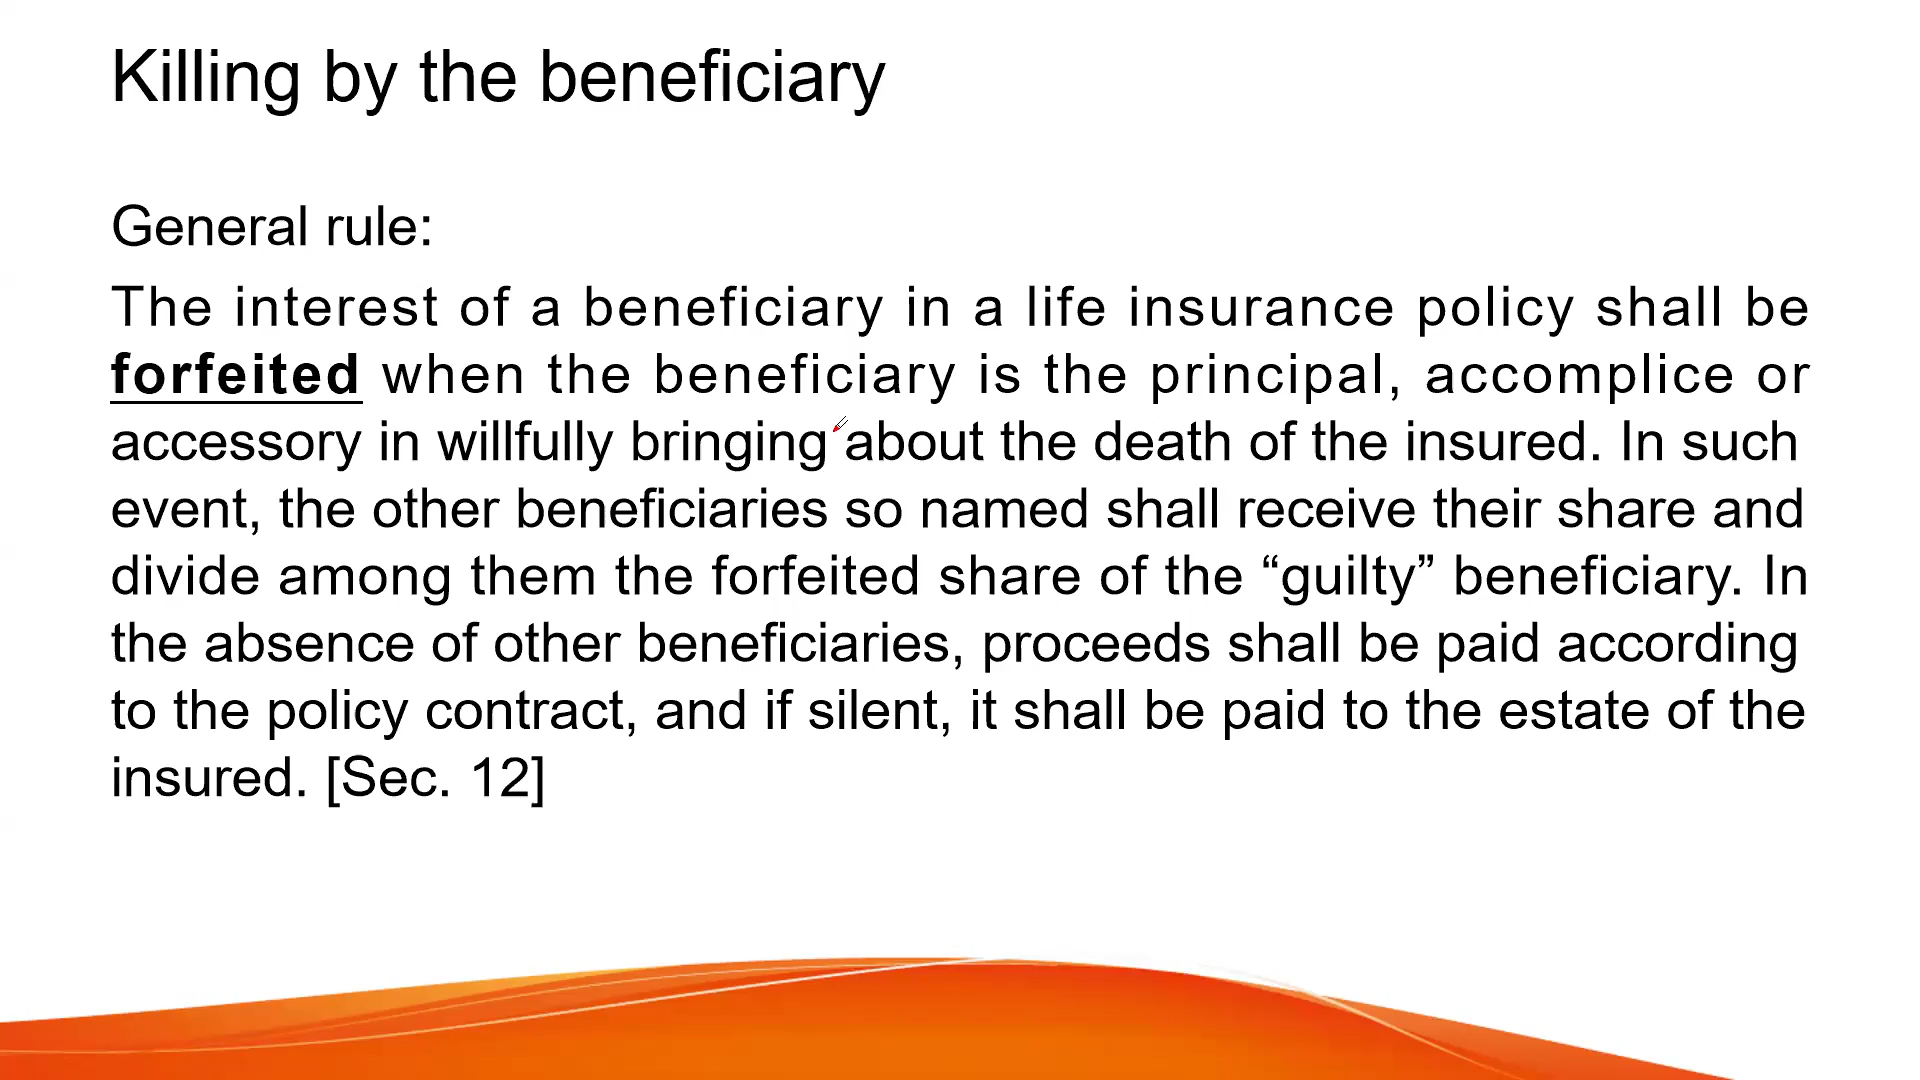 Killing by the beneficiary
General rule:
The interest of a beneficiary in a life insurance policy shall be
forfeited when the beneficiary is the principal, accomplice or
accessory in willfully bringing about the death of the insured. In such
event, the other beneficiaries so named shall receive their share and
divide among them the forfeited share of the “guilty” beneficiary. In
the absence of other beneficiaries, proceeds shall be paid according
to the policy contract, and if silent, it shall be paid to the estate of the
insured. [Sec. 12]